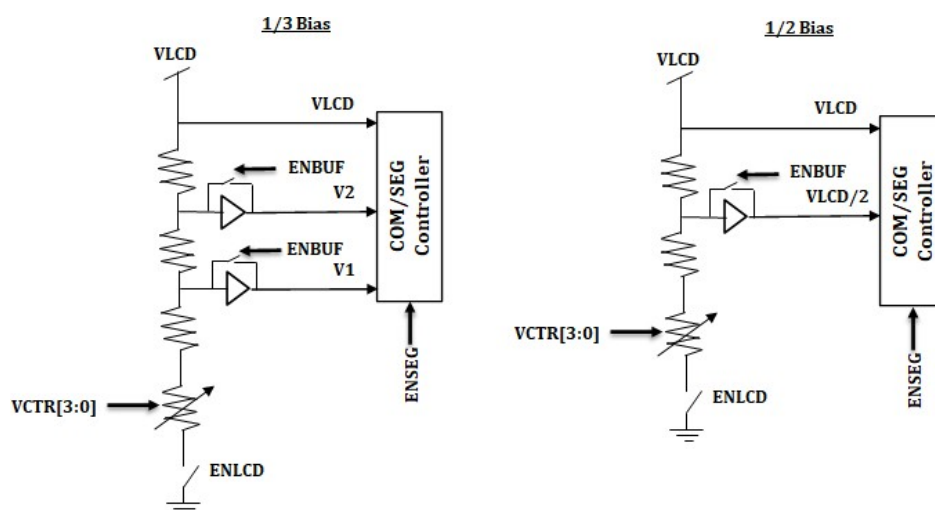 1/3 Bias
VLCD
VLCD
ENBUF
V2
ENBUF
V1
COM/SEG
Controller
ENSEG
VCTR[3:0]
ENLCD
1/2 Bias
VLCD
VLCD
ENBUF
VLCD/2
COM/SEG
Controller
ENSEG
VCTR[3:0]
ENLCD